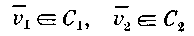 v̅₁ ⋹ C₁, v̅₂ ⋹ C₂